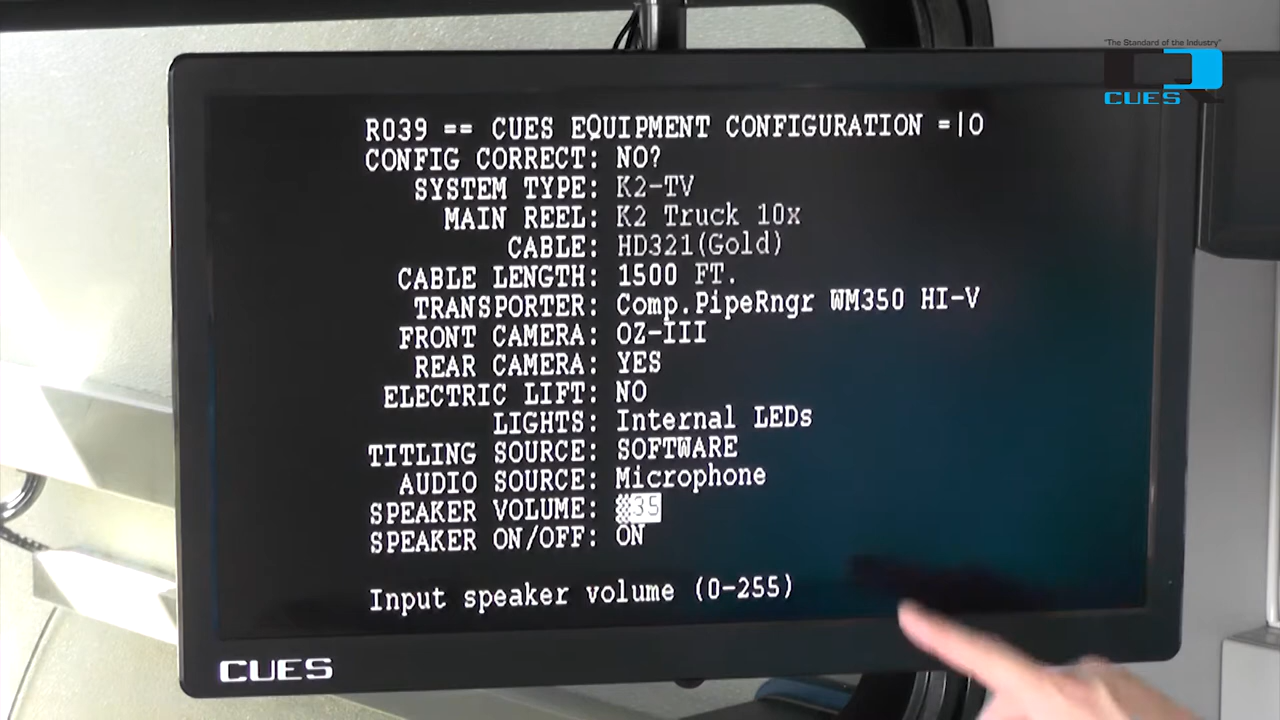 "The Standard of the Industry"
CUES
R039 == CUES EQUIPMENT CONFIGURATION =|O
CONFIG CORRECT: NO?
SYSTEM TYPE: K2-TV
MAIN REEL: K2 Truck 10x
CABLE: HD321(Gold)
CABLE LENGTH: 1500 FT.
TRANSPORTER: Comp.PipeRngr WM350 HI-V
FRONT CAMERA: OZ-III
REAR CAMERA: YES
ELECTRIC LIFT: NO
LIGHTS: Internal LEDs
TITLING SOURCE: SOFTWARE
AUDIO SOURCE: Microphone
SPEAKER VOLUME: 35
SPEAKER ON/OFF: ON
Input speaker volume (0-255)
CUES